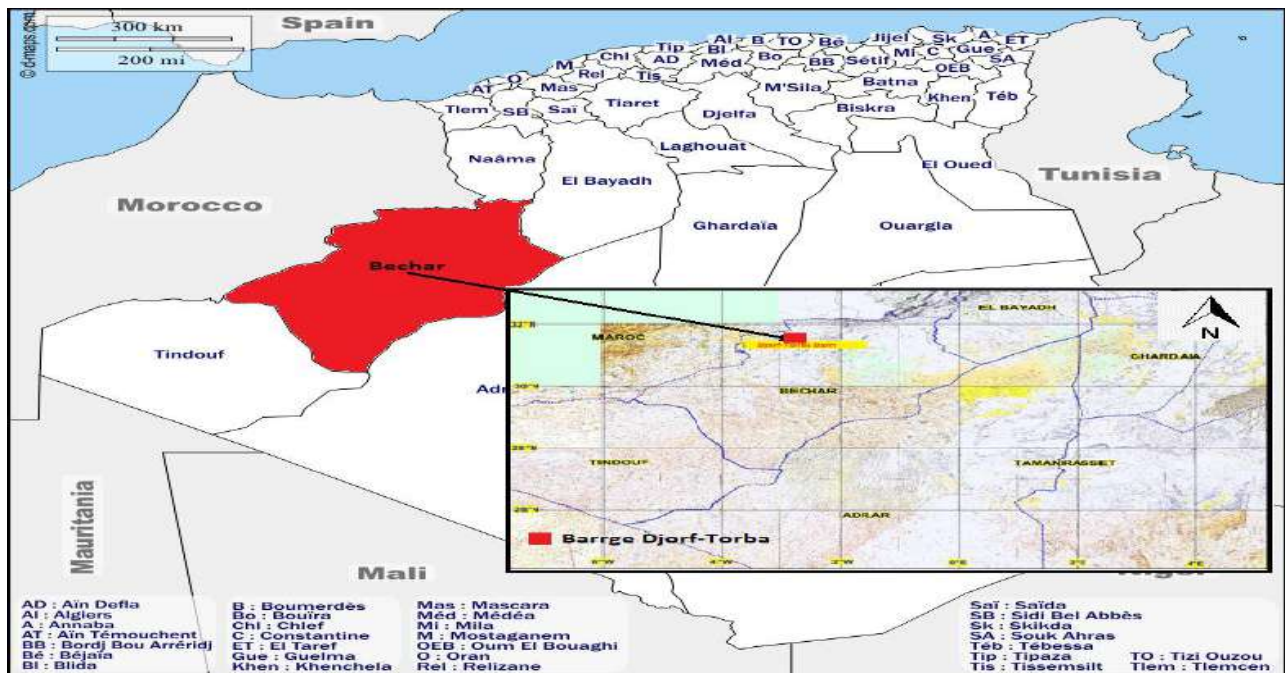 300 km
200 mi
© d-maps.com
Spain
Morocco
Tunisia
Mauritania
Mali
AT
O
M
Chl
Tip
Al
B
TO
Bé
Jijel
Sk
A
ET
Bl
AD
Méd
Bo
BB
Sétif
Mi
C
Gue
SA
Rel
Tis
OEB
Tlem
SB
Mas
Saï
Tiaret
Djelfa
M'Sila
Batna
Biskra
Khen
Téb
Naâma
El Bayadh
Laghouat
El Oued
Ghardaïa
Ouargla
Bechar
Tindouf
N
MAROC
EL BAYADH
GHARDAIA
BECHAR
TINDOUF
TAMANRASSET
ADRAR
Barrge Djorf-Torba
AD : Aïn Defla
Al : Algiers
A : Annaba
AT : Aïn Témouchent
BB : Bordj Bou Arréridj
Bé : Béjaïa
Bl : Blida
B : Boumerdès
Bo : Bouïra
Chl : Chlef
C : Constantine
ET : El Taref
Gue : Guelma
Khen : Khenchela
Mas : Mascara
Méd : Médéa
Mi : Mila
M : Mostaganem
OEB : Oum El Bouaghi
O : Oran
Rel : Relizane
Saï : Saïda
SB : Sidi Bel Abbès
Sk : Skikda
SA : Souk Ahras
Téb : Tébessa
Tip : Tipaza
Tis : Tissemsilt
TO : Tizi Ouzou
Tlem : Tlemcen